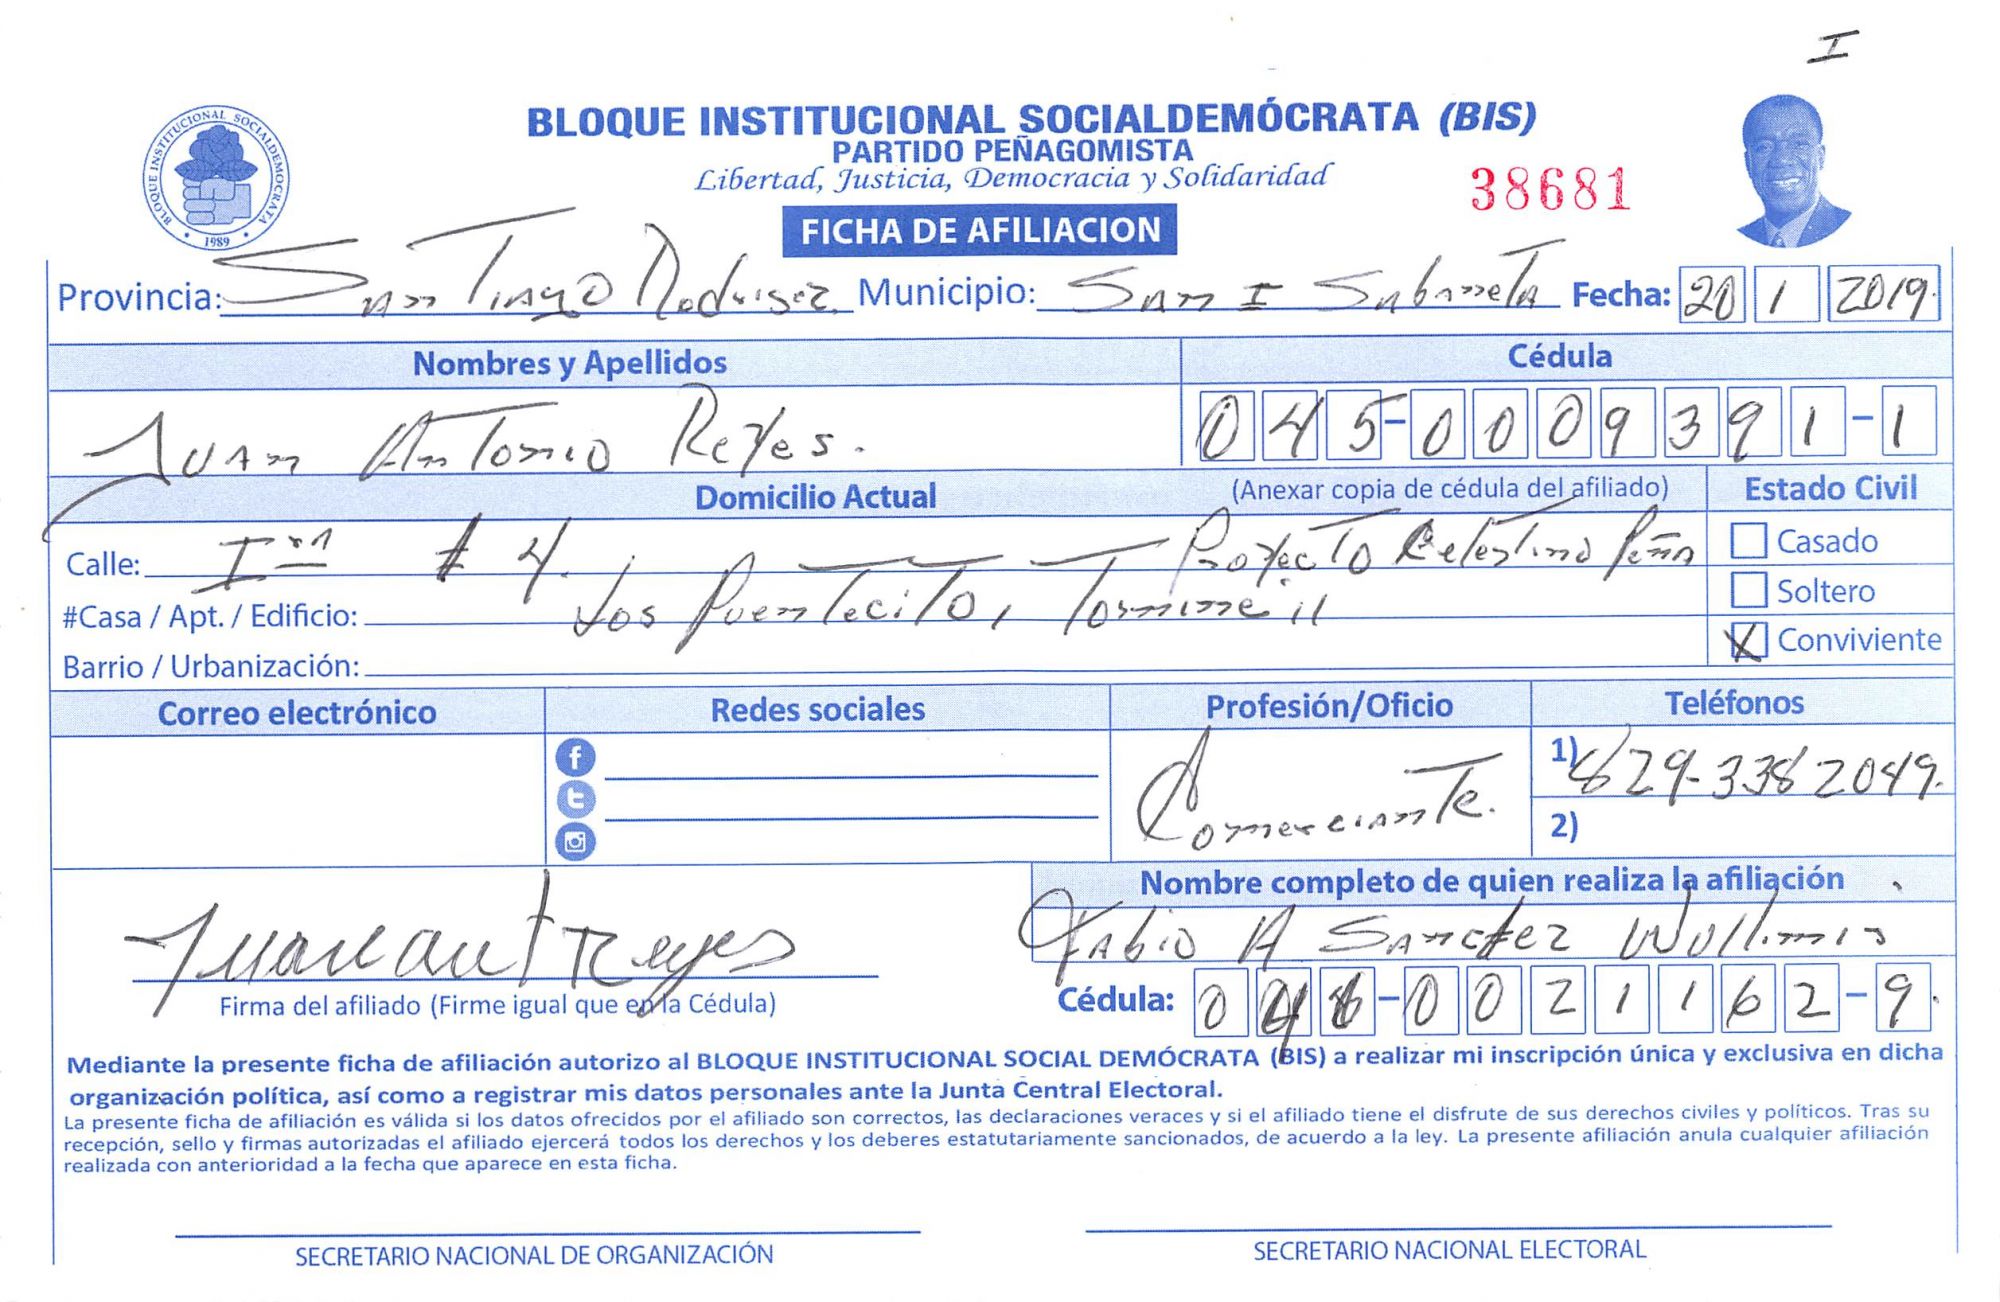 I
BLOQUE INSTITUCIONAL SOCIALDEMÓCRATA (BIS)
PARTIDO PEÑAGOMISTA
Libertad, Justicia, Democracia y Solidaridad
38681
BLOQUE INSTITUCIONAL SOCIALDEMOCRATA
1989
FICHA DE AFILIACION
Provincia: Santiago Rodriguez Municipio: San I Sabaneta Fecha: 20 1 2019.
Nombres y Apellidos Cédula
Juan Antonio Reyes. 045-0009391-1
Domicilio Actual (Anexar copia de cédula del afiliado) Estado Civil
Calle: I # 4. Proyecto Celestino Peña
Casado
#Casa / Apt. / Edificio: Los Puentecito,
Soltero
Barrio / Urbanización:
X Conviviente
Correo electrónico Redes sociales Profesión/Oficio Teléfonos
Comerciante. 1) 829-3382049.
2)
Nombre completo de quien realiza la afiliación
Fabio A Sanchez
Juan ant Reyes
Firma del afiliado (Firme igual que en la Cédula)
Cédula: 046-0021162-9.
Mediante la presente ficha de afiliación autorizo al BLOQUE INSTITUCIONAL SOCIAL DEMÓCRATA (BIS) a realizar mi inscripción única y exclusiva en dicha
organización política, así como a registrar mis datos personales ante la Junta Central Electoral.
La presente ficha de afiliación es válida si los datos ofrecidos por el afiliado son correctos, las declaraciones veraces y si el afiliado tiene el disfrute de sus derechos civiles y políticos. Tras su
recepción, sello y firmas autorizadas el afiliado ejercerá todos los derechos y los deberes estatutariamente sancionados, de acuerdo a la ley. La presente afiliación anula cualquier afiliación
realizada con anterioridad a la fecha que aparece en esta ficha.
SECRETARIO NACIONAL DE ORGANIZACIÓN SECRETARIO NACIONAL ELECTORAL